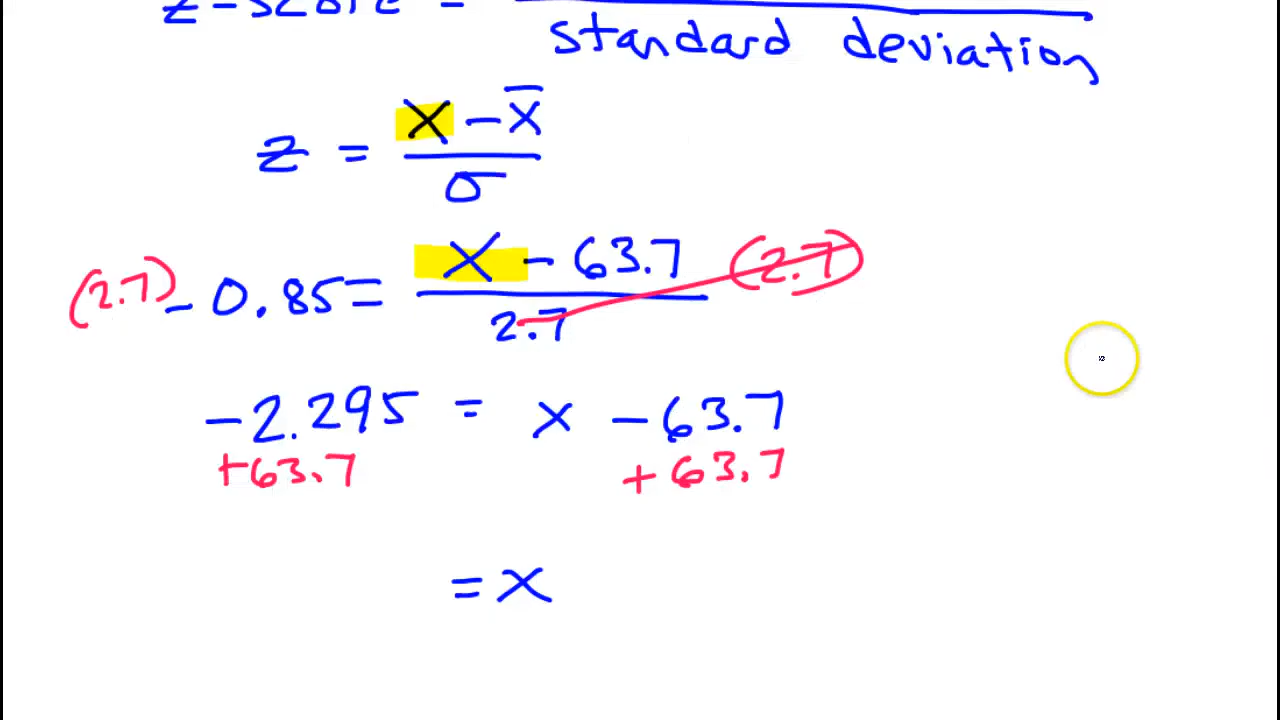 z-score =
standard deviation
z = x - x̄
σ
(2.7) - 0.85 = x - 63.7 (2.7)
2.7
-2.295 = x - 63.7
+63.7 +63.7
= x